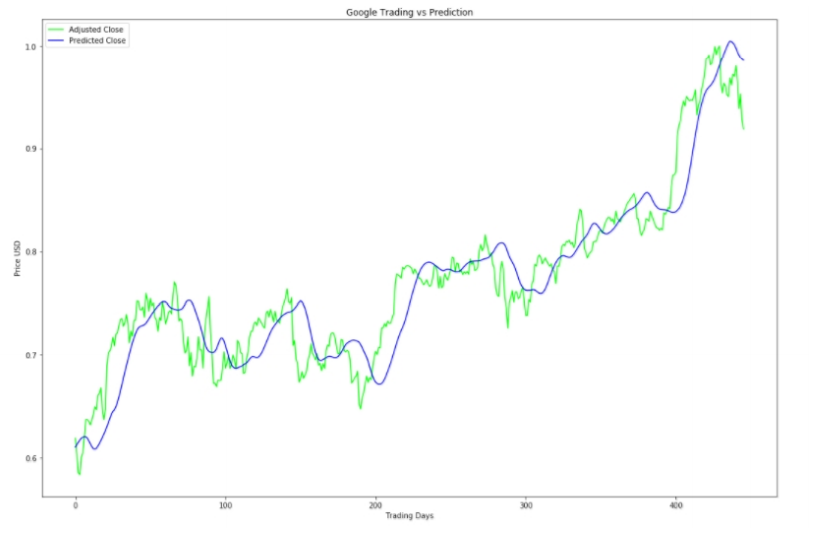 Google Trading vs Prediction
Adjusted Close
Predicted Close
1.0
0.9
0.8
0.7
0.6
Price USD
0
100
200
300
400
Trading Days